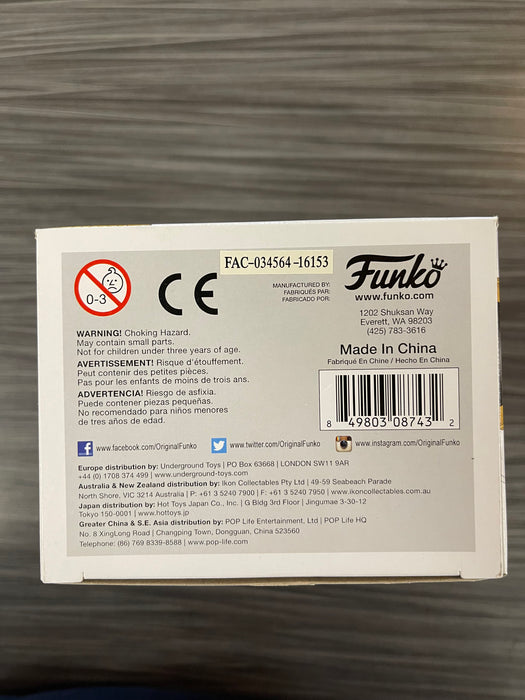 FAC-034564-16153
0-3
CE
MANUFACTURED BY:
FABRIQUÉS PAR:
FABRICADO POR:
Funko
www.funko.com
1202 Shuksan Way
Everett, WA 98203
(425) 783-3616
WARNING! Choking Hazard.
May contain small parts.
Not for children under three years of age.
AVERTISSEMENT! Risque d'étouffement.
Peut contenir des petites pièces.
Pas pour les enfants de moins de trois ans.
ADVERTENCIA! Riesgo de asfixia.
Puede contener piezas pequeñas.
No recomendado para niños menores
de tres años de edad.
Made In China
Fabriqué En Chine / Hecho En China
8 49803 08743 2
www.facebook.com/OriginalFunko
www.twitter.com/OriginalFunko
www.instagram.com/OriginalFunko
Europe distribution by: Underground Toys | PO Box 63668 | LONDON SW11 9AR
+44 (0) 1708 374 499 | www.underground-toys.com
Australia & New Zealand distribution by: Ikon Collectables Pty Ltd | 49-59 Seabeach Parade
North Shore, VIC 3214 Australia | P: +61 3 5240 7900 | F: +61 3 5240 7950 | www.ikoncollectables.com.au
Japan distribution by: Hot Toys Japan Co., Inc. | G Bldg 3rd Floor | Jingumae 3-30-12
Tokyo 150-0001 | www.hottoys.jp
Greater China & S.E. Asia distribution by: POP Life Entertainment, Ltd | POP Life HQ
No. 8 XingLong Road | Changping Town, Dongguan, China 523560
Telephone: (86) 769 8339-8588 | www.pop-life.com